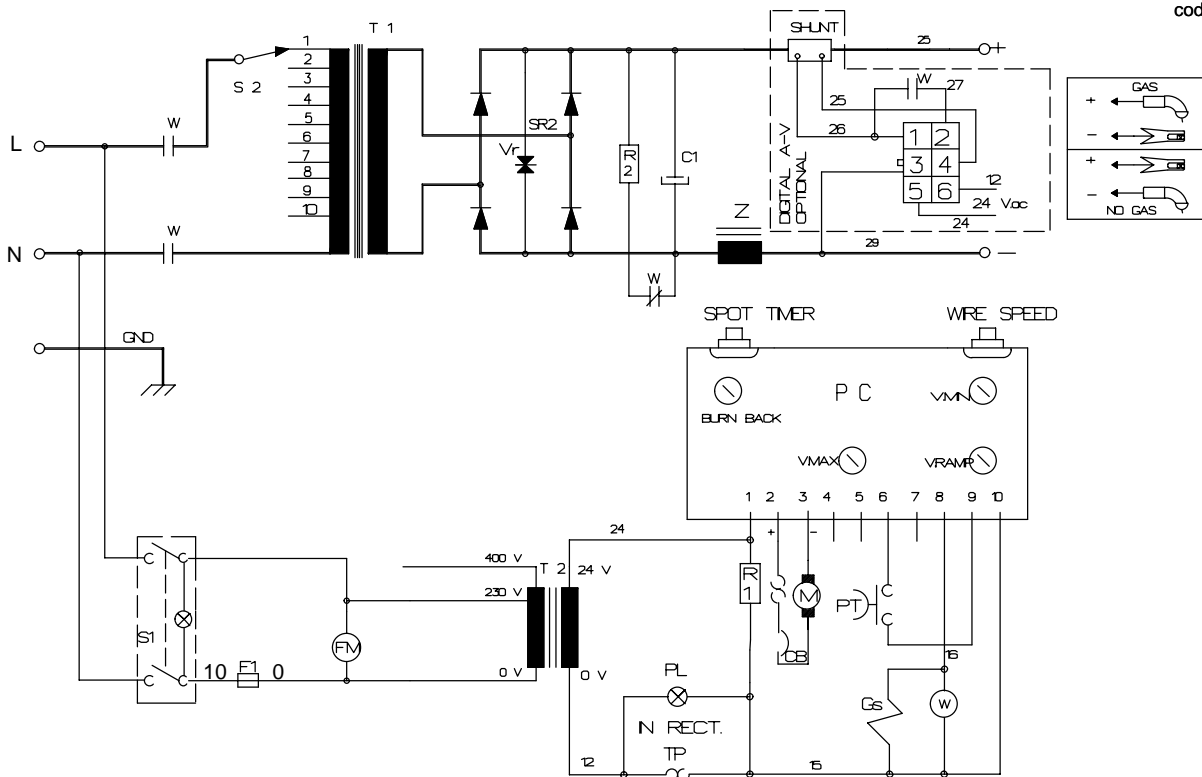 cod
T 1
S 2
1
2
3
4
5
6
7
8
9
10
L
W
N
W
GND
SR2
Vr
R 2
C1
W
Z
SHUNT
25
+
W
27
25
26
1 2
3 4
5 6
12
24 Vac
24
DIGITAL A-V
OPTIONAL
29
-
+ GAS
-
+
-
NO GAS
SPOT TIMER WIRE SPEED
P C
BURN BACK
VMIN
VMAX
VRAMP
1 2 3 4 5 6 7 8 9 10
+ -
24
400 V
T 2
24 V
230 V
0 V
0 V
S1
10 F1 0
FM
R 1
M
CB
PT
16
PL
IN RECT.
TP
Gs
W
12
15